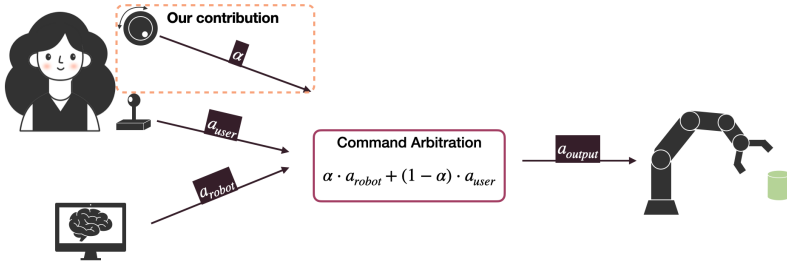 Our contribution
α
a_user
Command Arbitration
a_output
α · a_robot + (1 − α) · a_user
a_robot